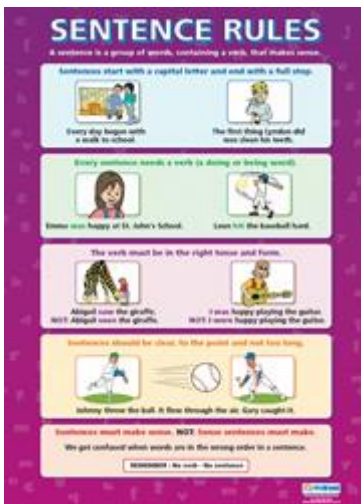 SENTENCE RULES
A sentence is a group of words, containing a verb, that makes sense.
Sentences start with a capital letter and end with a full stop.
Every day began with
a walk to school.
The first thing Lyndon did
was clean his teeth.
Every sentence needs a verb (a doing or being word).
Emma was happy at St. John's School.
Leon hit the baseball hard.
The verb must be in the right tense and form.
Abigail saw the giraffe.
NOT: Abigail seen the giraffe.
I was happy playing the guitar.
NOT: I were happy playing the guitar.
Sentences should be clear, to the point and not too long.
Johnny threw the ball. It flew through the air. Gary caught it.
Sentences must make sense. NOT: Sense sentences must make.
We get confused when words are in the wrong order in a sentence.
REMEMBER : No verb - No sentence